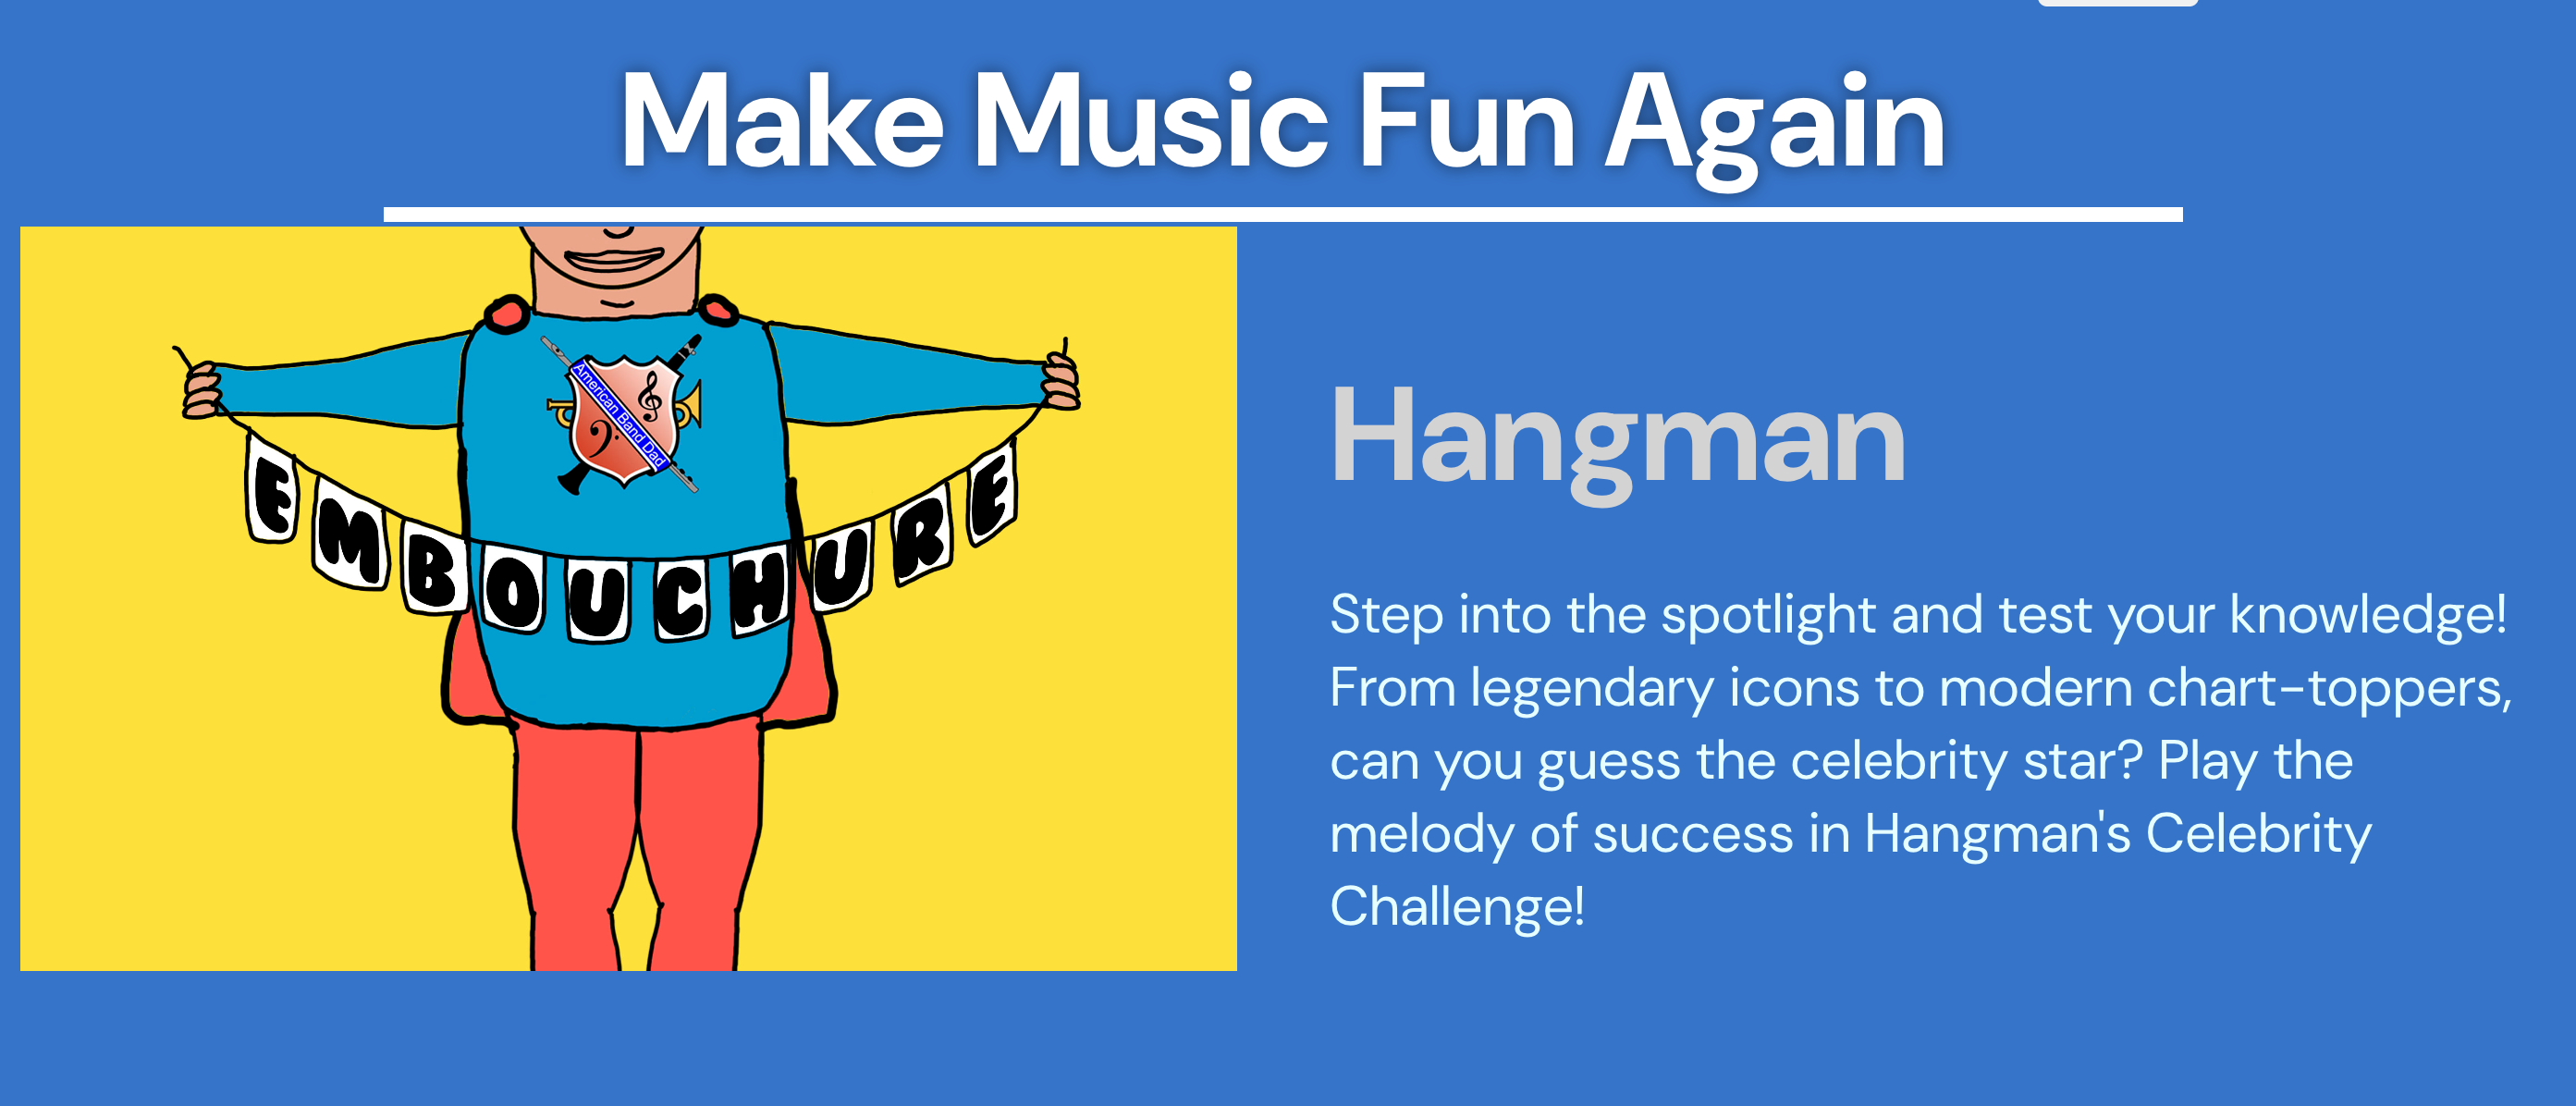 Make Music Fun Again
American Band Dad
EMBOUCHURE
Hangman
Step into the spotlight and test your knowledge!
From legendary icons to modern chart-toppers,
can you guess the celebrity star? Play the
melody of success in Hangman's Celebrity
Challenge!